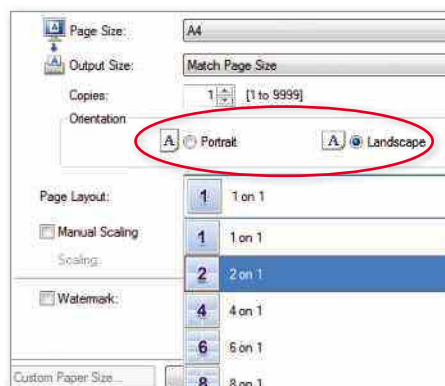 Page Size: A4
Output Size: Match Page Size
Copies: 1 [1 to 9999]
Orientation
A Portrait A Landscape
Page Layout: 1 1 on 1
Manual Scaling 1 1 on 1
Scaling:
2 2 on 1
Watermark: 4 4 on 1
6 6 on 1
Custom Paper Size... 8 8 on 1